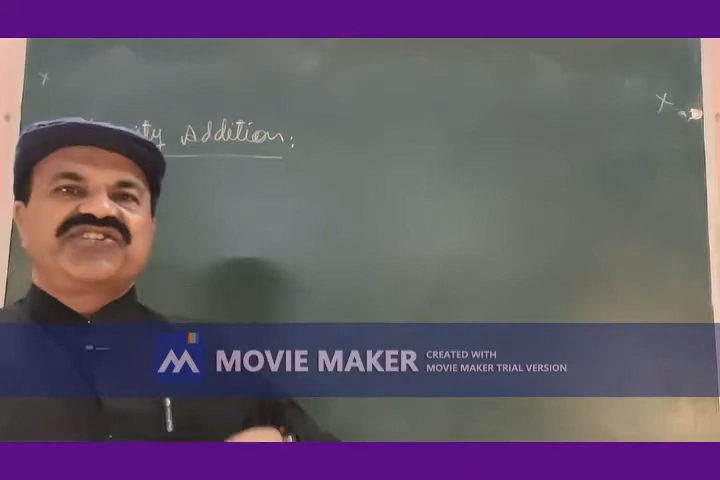 x
x
Addition:
MOVIE MAKER
CREATED WITH
MOVIE MAKER TRIAL VERSION